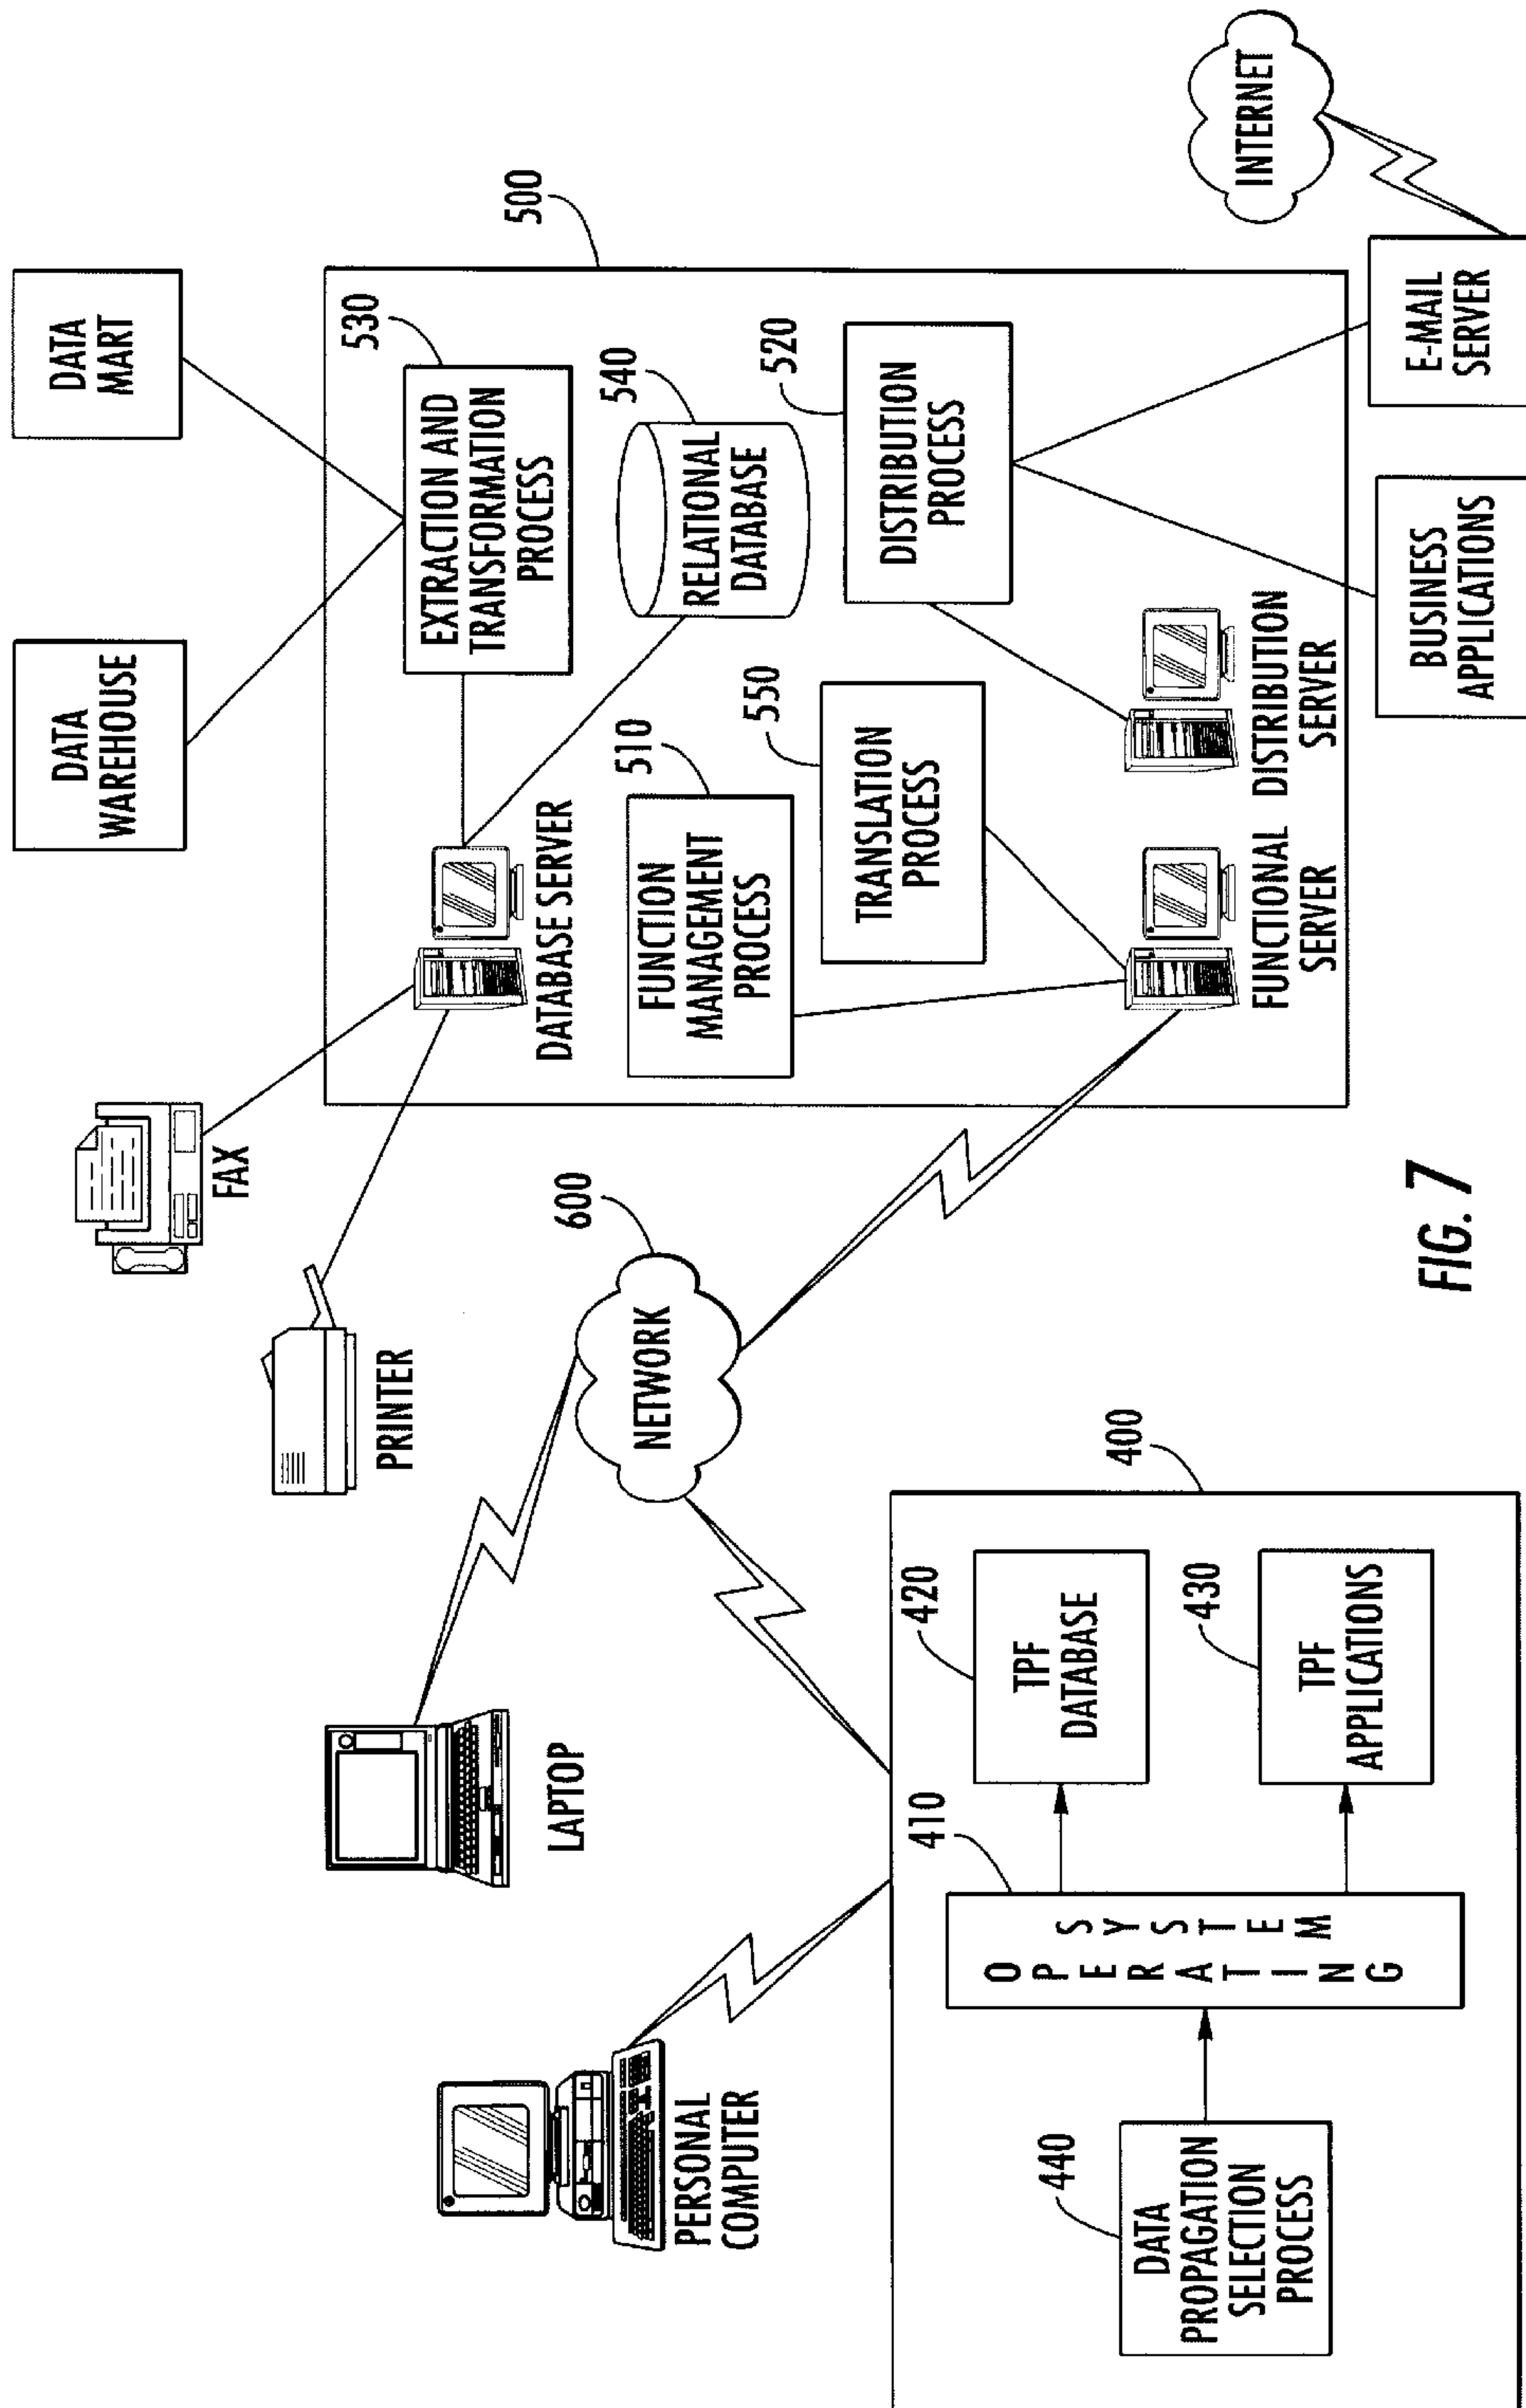 PERSONAL
COMPUTER
LAPTOP
PRINTER
FAX
DATA
WAREHOUSE
DATA
MART
NETWORK
600
500
DATABASE SERVER
EXTRACTION AND
TRANSFORMATION
PROCESS
530
RELATIONAL
DATABASE
540
FUNCTION
MANAGEMENT
PROCESS
510
TRANSLATION
PROCESS
550
DISTRIBUTION
PROCESS
520
FUNCTIONAL
SERVER
DISTRIBUTION
SERVER
BUSINESS
APPLICATIONS
E-MAIL
SERVER
INTERNET
400
DATA
PROPAGATION
SELECTION
PROCESS
440
OPERATING
SYSTEM
410
TPF
DATABASE
420
TPF
APPLICATIONS
430
FIG. 7